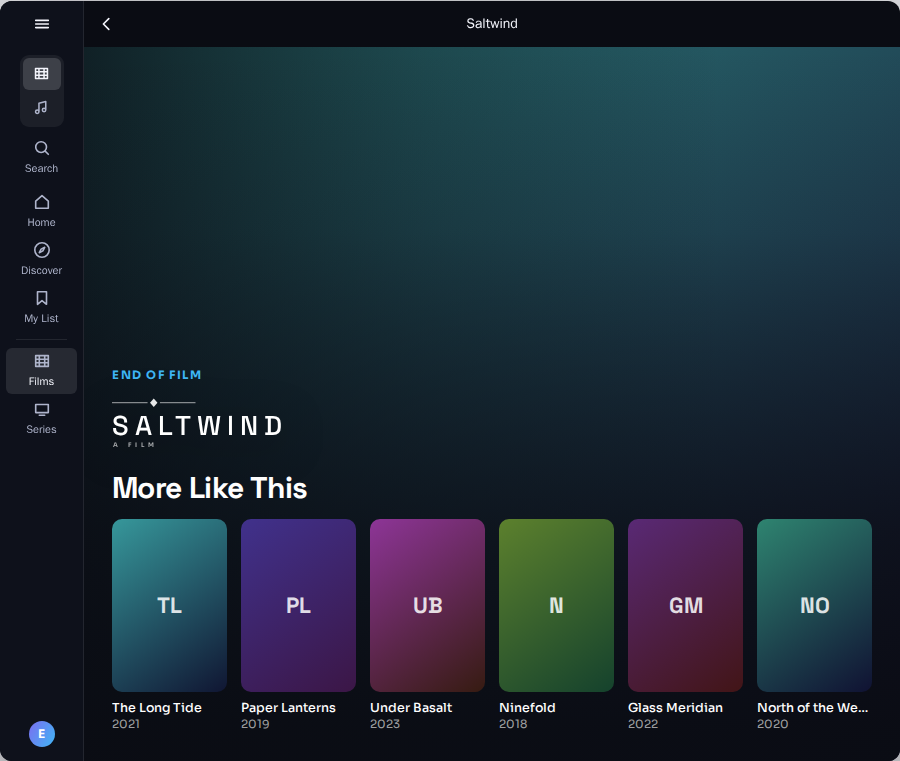 Saltwind
Search
Home
Discover
My List
Films
Series
E
END OF FILM
SALTWIND
A FILM
More Like This
TL
PL
UB
N
GM
NO
The Long Tide
2021
Paper Lanterns
2019
Under Basalt
2023
Ninefold
2018
Glass Meridian
2022
North of the We...
2020